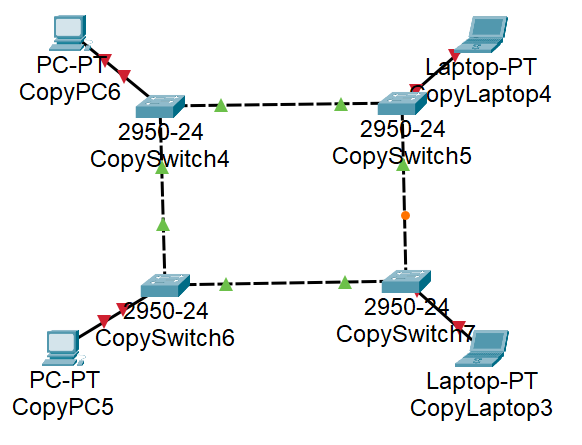 PC-PT
CopyPC6
Laptop-PT
CopyLaptop4
2950-24
CopySwitch4
2950-24
CopySwitch5
2950-24
CopySwitch6
2950-24
CopySwitch7
PC-PT
CopyPC5
Laptop-PT
CopyLaptop3